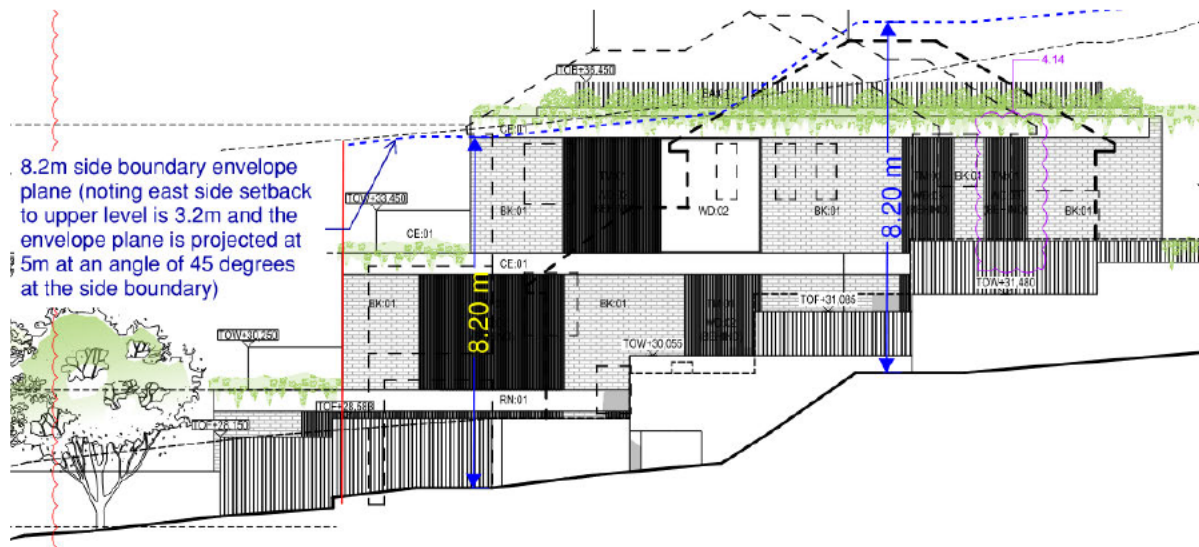 TOB+35.450
4.14
CE:01
8.2m side boundary envelope
plane (noting east side setback
to upper level is 3.2m and the
envelope plane is projected at
5m at an angle of 45 degrees
at the side boundary)
TOW+33.450
CE:01
BK:01
WD:02
BK:01
BK:01
BK:01
8.20 m
CE:01
TOW+31.480
BK:01
BK:01
TOF+31.085
8.20 m
TOW+30.250
TOW+30.055
RN:01
TOF+28.588
TOF+28.150